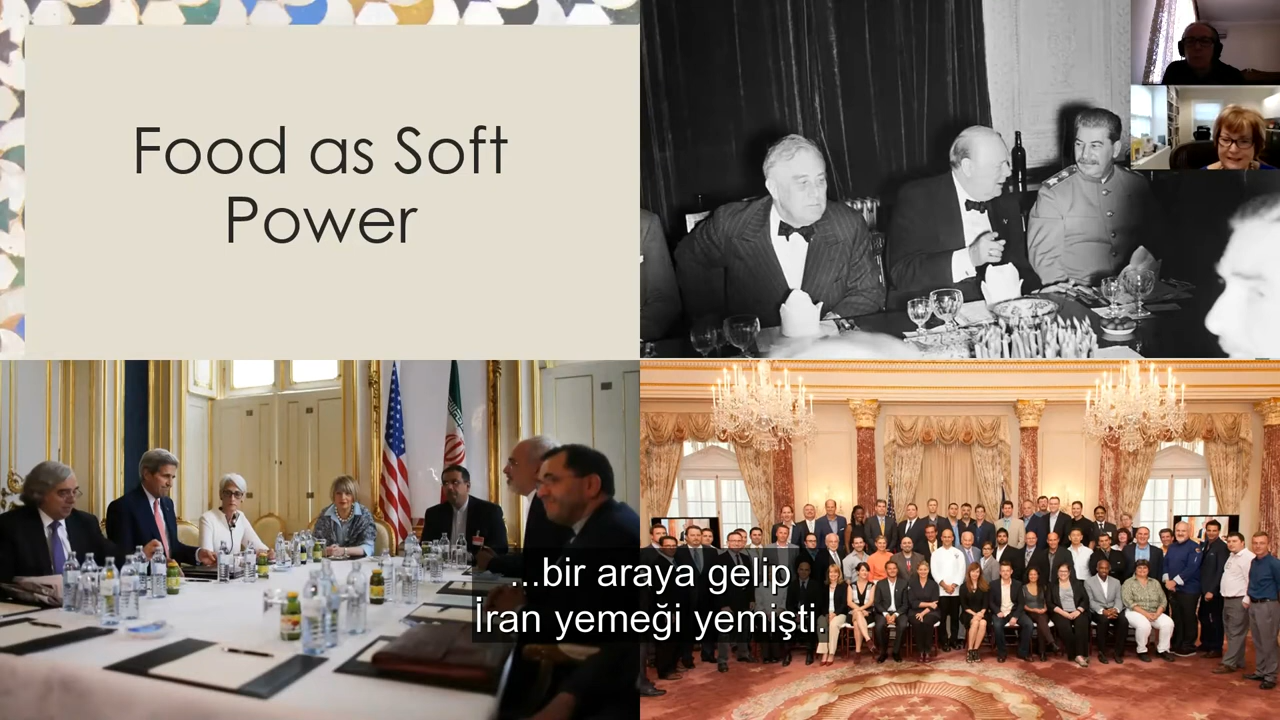 Food as Soft
Power
...bir araya gelip
İran yemeği yemişti.